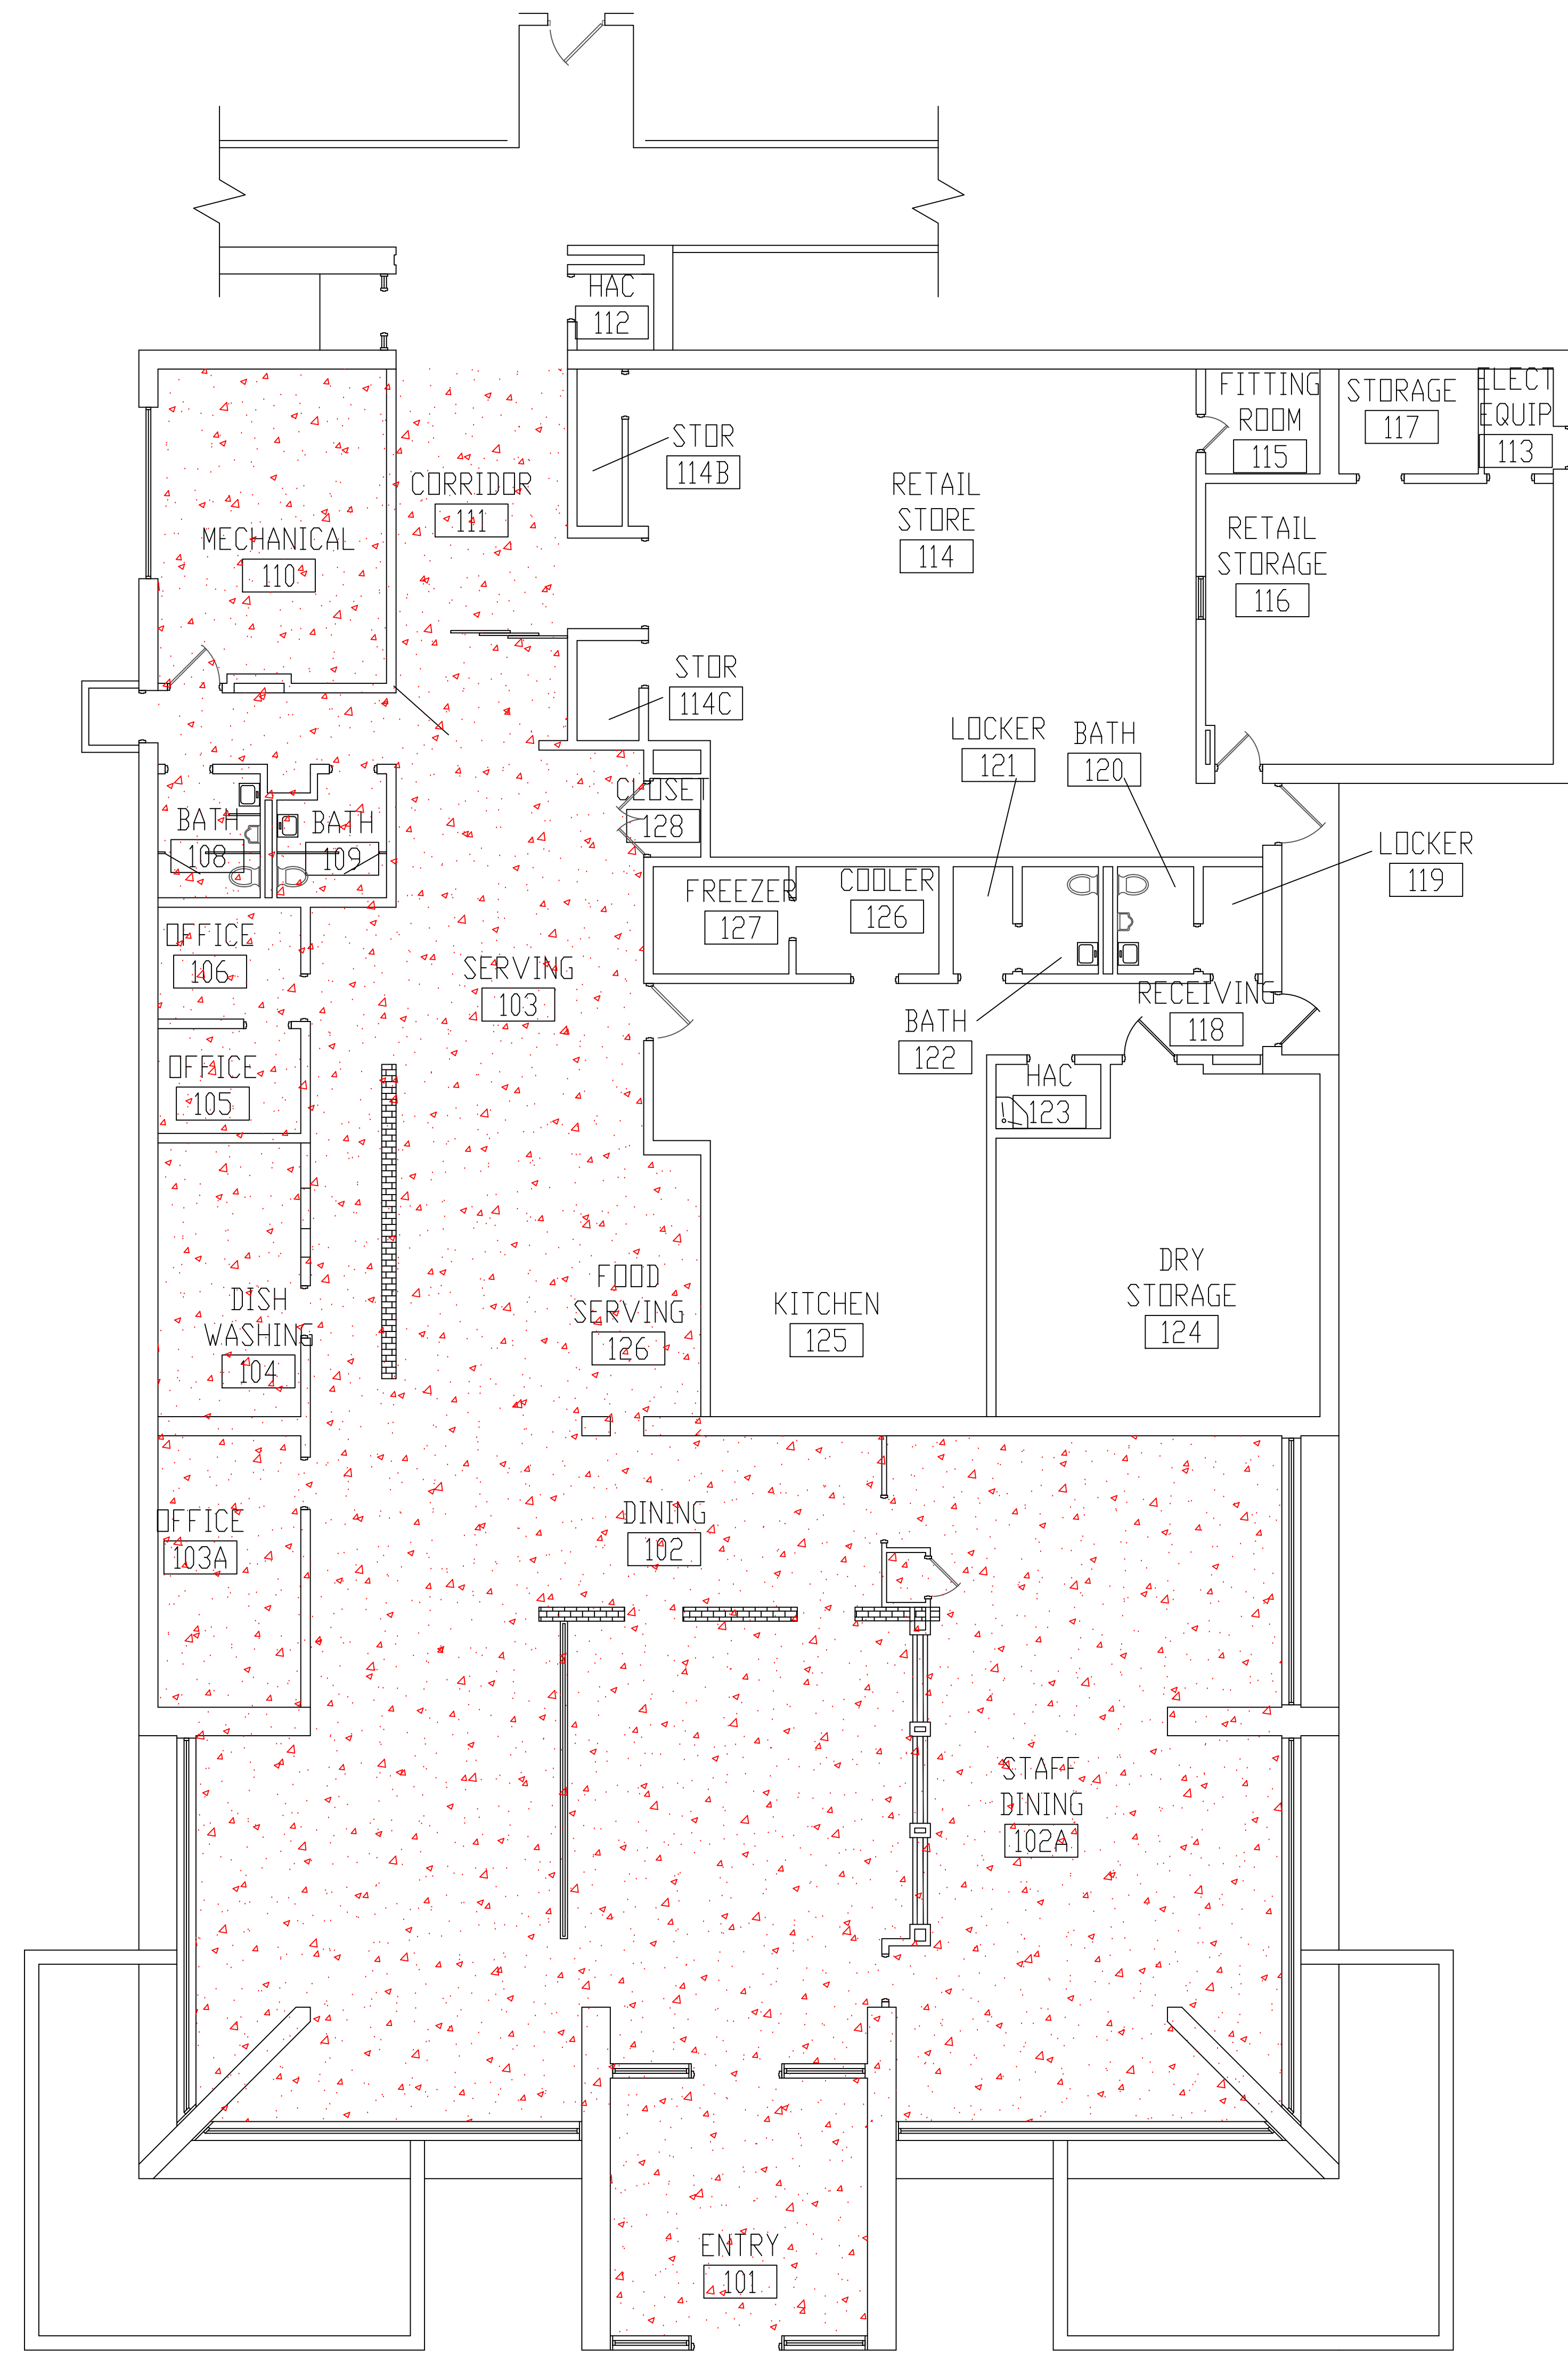 HAC
112
FITTING
ROOM
115
STORAGE
117
ELECT
EQUIP
113
STOR
114B
CORRIDOR
111
RETAIL
STORE
114
RETAIL
STORAGE
116
MECHANICAL
110
STOR
114C
LOCKER
121
BATH
120
CLOSET
128
BATH
108
BATH
109
LOCKER
119
FREEZER
127
COOLER
126
OFFICE
106
SERVING
103
RECEIVING
118
BATH
122
OFFICE
105
HAC
123
DRY
STORAGE
124
FOOD
SERVING
126
KITCHEN
125
DISH
WASHING
104
DINING
102
OFFICE
103A
STAFF
DINING
102A
ENTRY
101